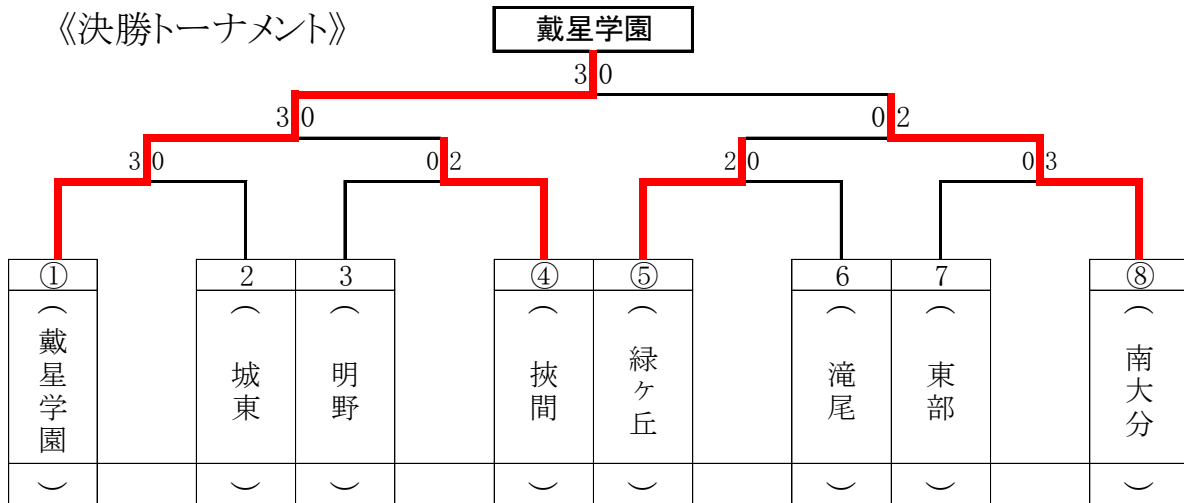 《決勝トーナメント》
戴星学園
3 0
3 0
0 2
3 0
0 2
2 0
0 3
① 2 3 ④ ⑤ 6 7 ⑧
（戴星学園）
（城東）
（明野）
（挾間）
（緑ヶ丘）
（滝尾）
（東部）
（南大分）